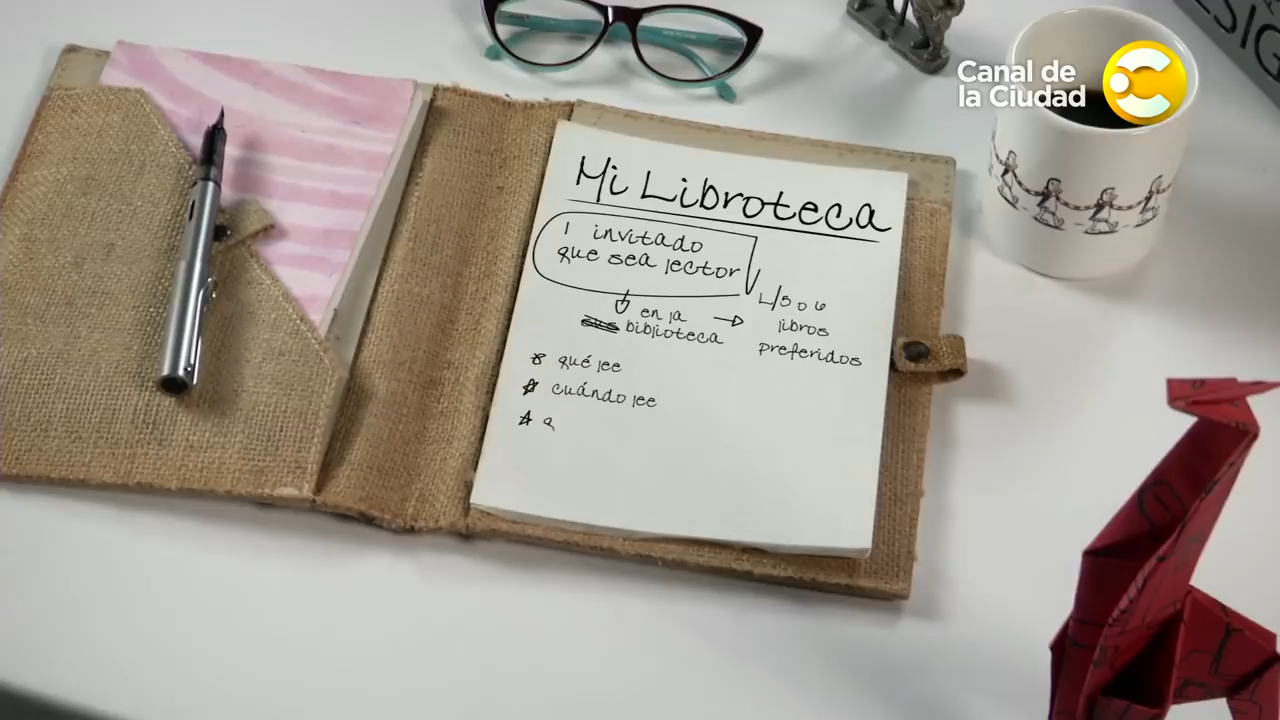 Canal de
la Ciudad
ESIG
Mi Libroteca
1 invitado
que sea lector
en la
biblioteca
4/5 o 6
libros
preferidos
qué lee
cuándo lee